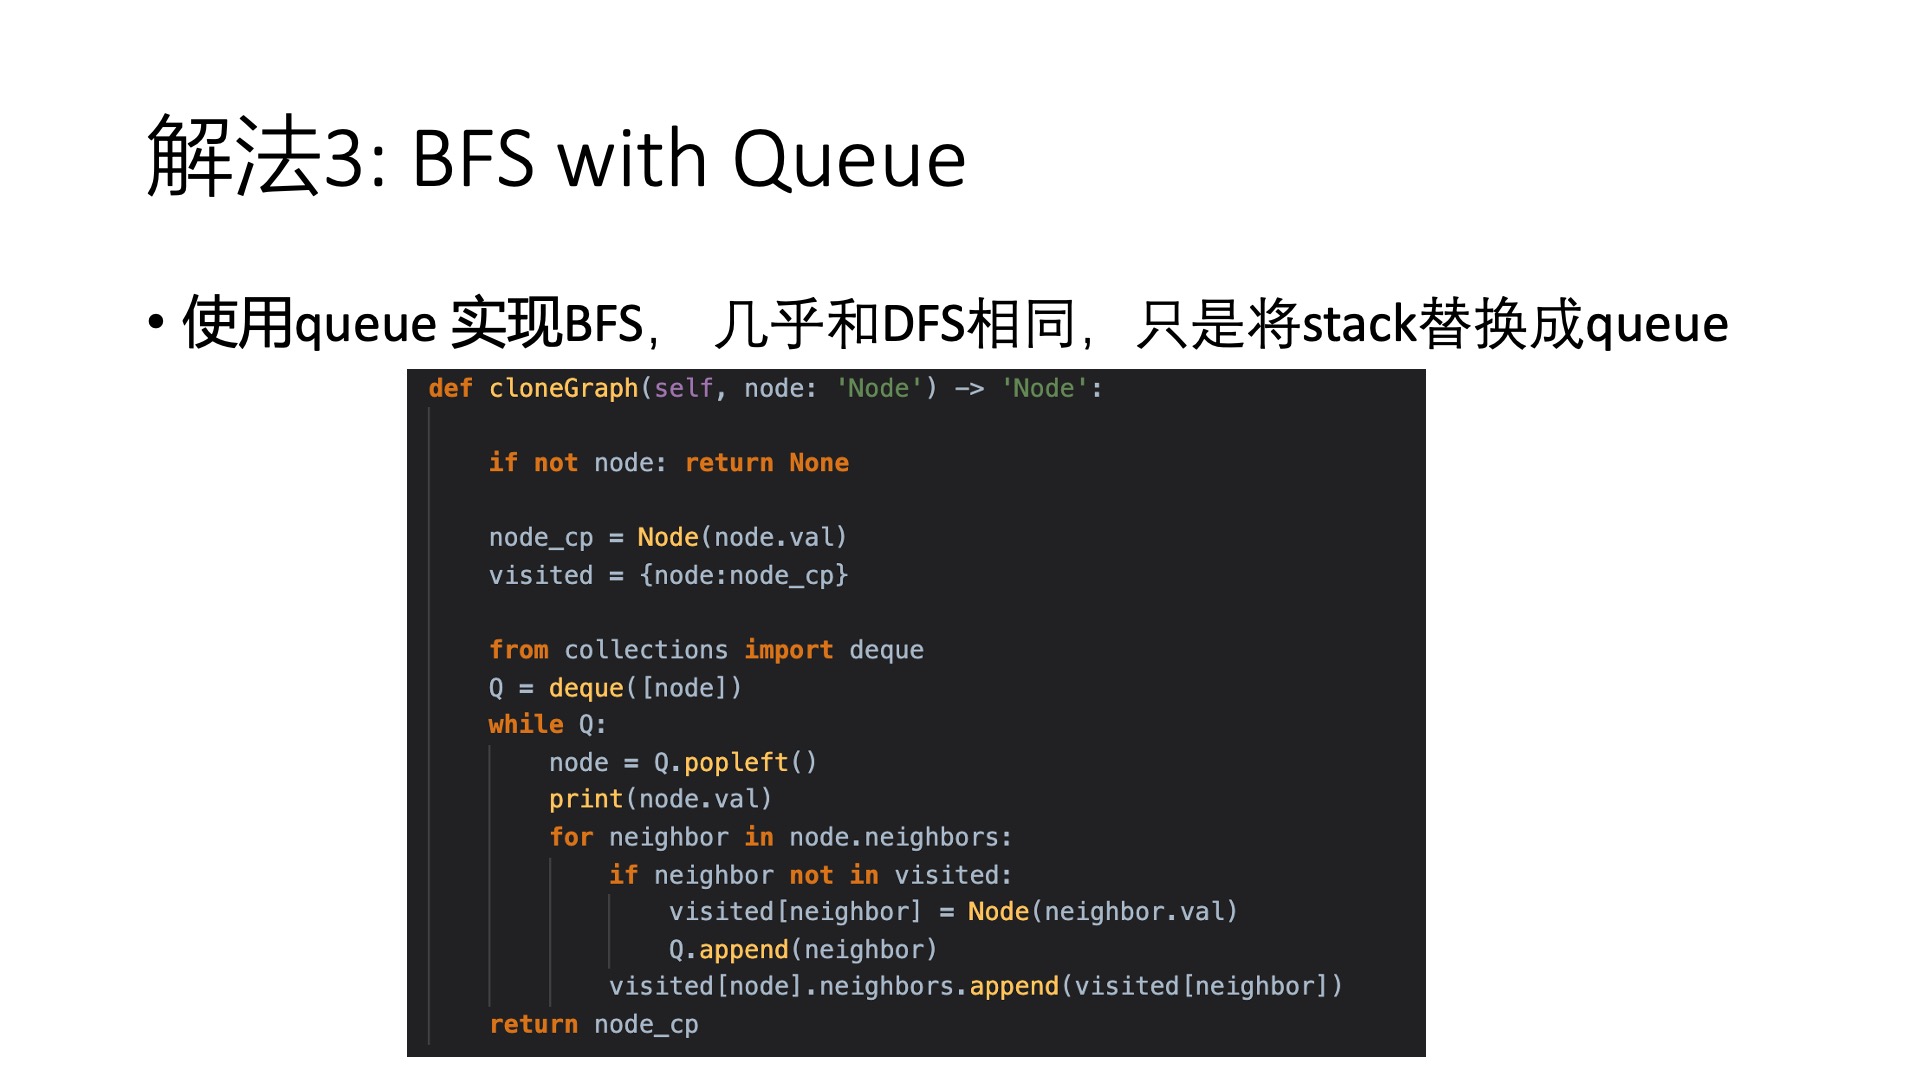 解法3: BFS with Queue
• 使用queue 实现BFS， 几乎和DFS相同，只是将stack替换成queue
def cloneGraph(self, node: 'Node') -> 'Node':
    if not node: return None
    node_cp = Node(node.val)
    visited = {node:node_cp}
    from collections import deque
    Q = deque([node])
    while Q:
        node = Q.popleft()
        print(node.val)
        for neighbor in node.neighbors:
            if neighbor not in visited:
                visited[neighbor] = Node(neighbor.val)
                Q.append(neighbor)
            visited[node].neighbors.append(visited[neighbor])
    return node_cp